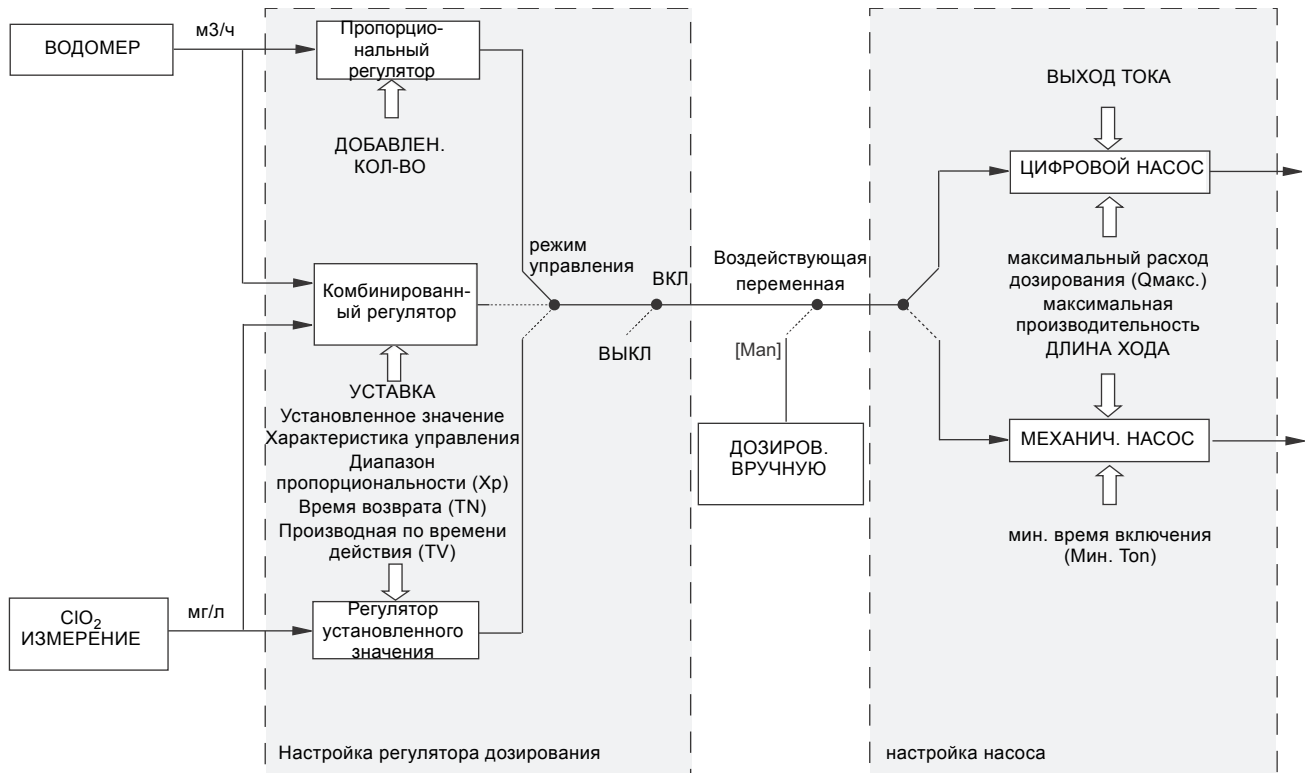 ВОДОМЕР
м3/ч
Пропорцио-
нальный
регулятор
ДОБАВЛЕН.
КОЛ-ВО
Комбинированн-
ный регулятор
УСТАВКА
Установленное значение
Характеристика управления
Диапазон
пропорциональности (Xp)
Время возврата (TN)
Производная по времени
действия (TV)
ClO2
ИЗМЕРЕНИЕ
мг/л
Регулятор
установленного
значения
Настройка регулятора дозирования
режим
управления
ВКЛ
ВЫКЛ
Воздействующая
переменная
[Man]
ДОЗИРОВ.
ВРУЧНУЮ
ВЫХОД ТОКА
ЦИФРОВОЙ НАСОС
максимальный расход
дозирования (Qмакс.)
максимальная
производительность
ДЛИНА ХОДА
МЕХАНИЧ. НАСОС
мин. время включения
(Мин. Ton)
настройка насоса